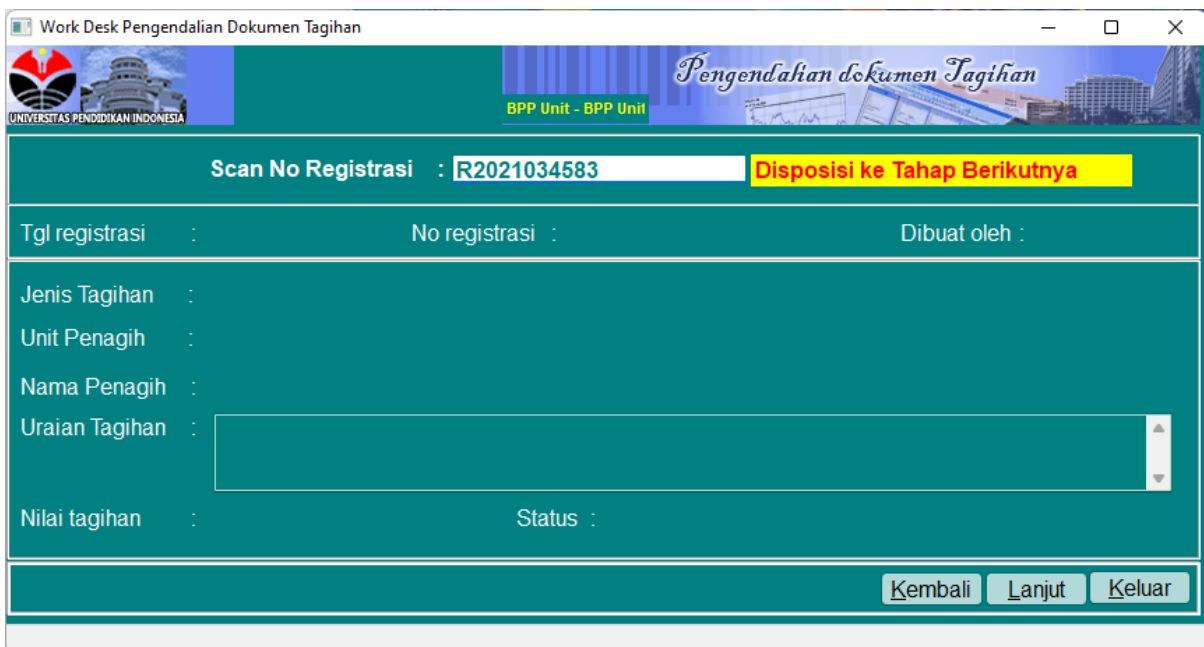 Work Desk Pengendalian Dokumen Tagihan
UNIVERSITAS PENDIDIKAN INDONESIA
Pengendalian dokumen Tagihan
BPP Unit - BPP Unit
Scan No Registrasi : R2021034583 Disposisi ke Tahap Berikutnya
Tgl registrasi : No registrasi : Dibuat oleh :
Jenis Tagihan :
Unit Penagih :
Nama Penagih :
Uraian Tagihan :
Nilai tagihan : Status :
Kembali Lanjut Keluar